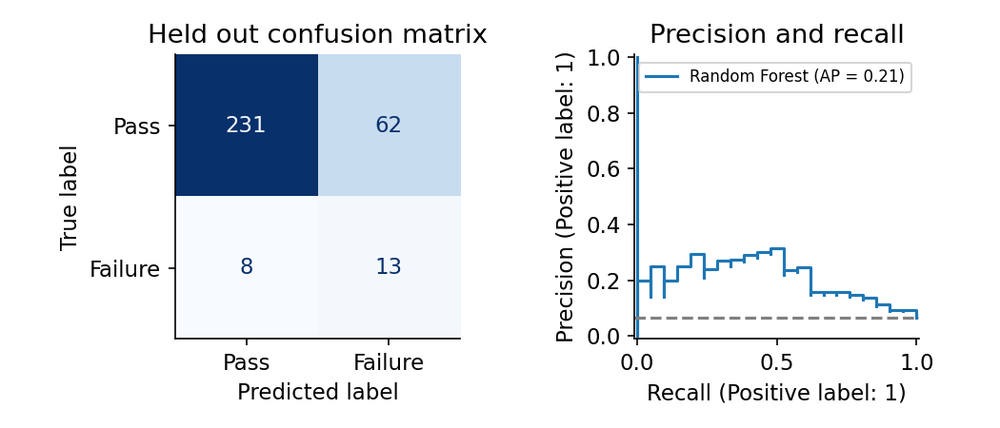 Held out confusion matrix
True label
Pass
231
62
Failure
8
13
Pass
Failure
Predicted label
Precision and recall
Precision (Positive label: 1)
1.0
0.8
0.6
0.4
0.2
0.0
Random Forest (AP = 0.21)
0.0
0.5
1.0
Recall (Positive label: 1)